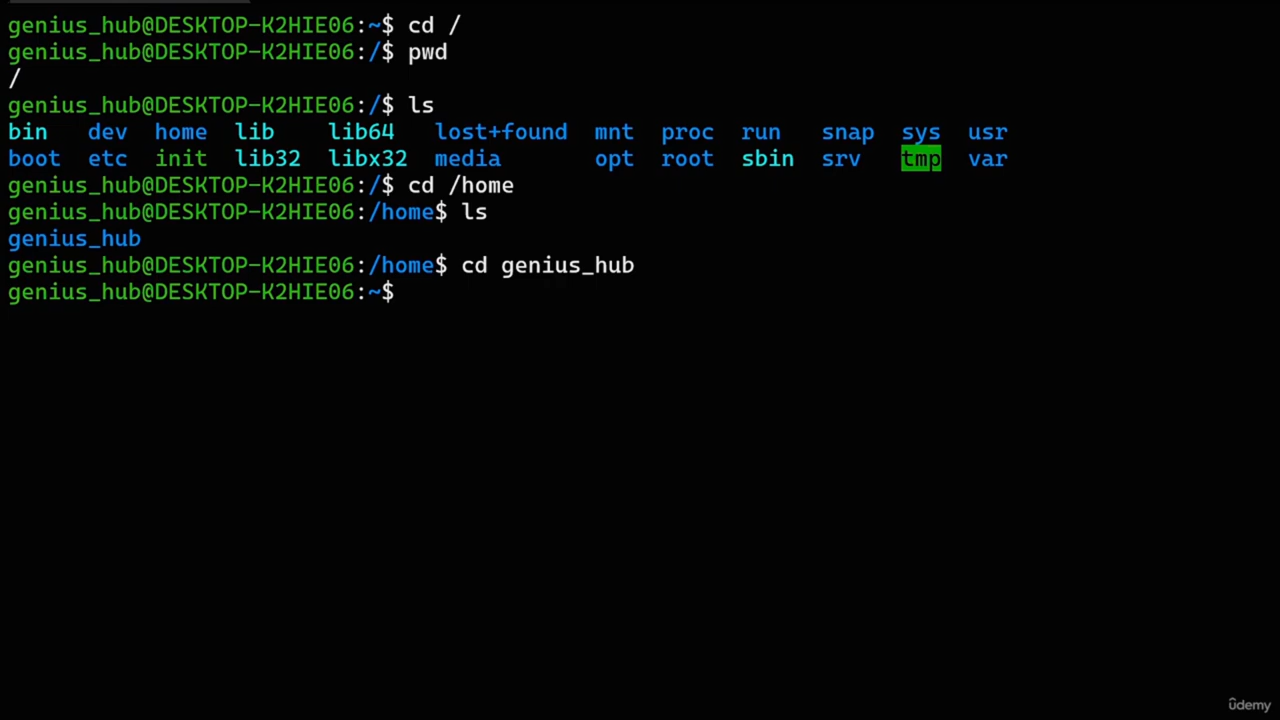 genius_hub@DESKTOP-K2HIE06:~$ cd /
genius_hub@DESKTOP-K2HIE06:/$ pwd
/
genius_hub@DESKTOP-K2HIE06:/$ ls
bin dev home lib lib64 lost+found mnt proc run snap sys usr
boot etc init lib32 libx32 media opt root sbin srv tmp var
genius_hub@DESKTOP-K2HIE06:/$ cd /home
genius_hub@DESKTOP-K2HIE06:/home$ ls
genius_hub
genius_hub@DESKTOP-K2HIE06:/home$ cd genius_hub
genius_hub@DESKTOP-K2HIE06:~$
ûdemy